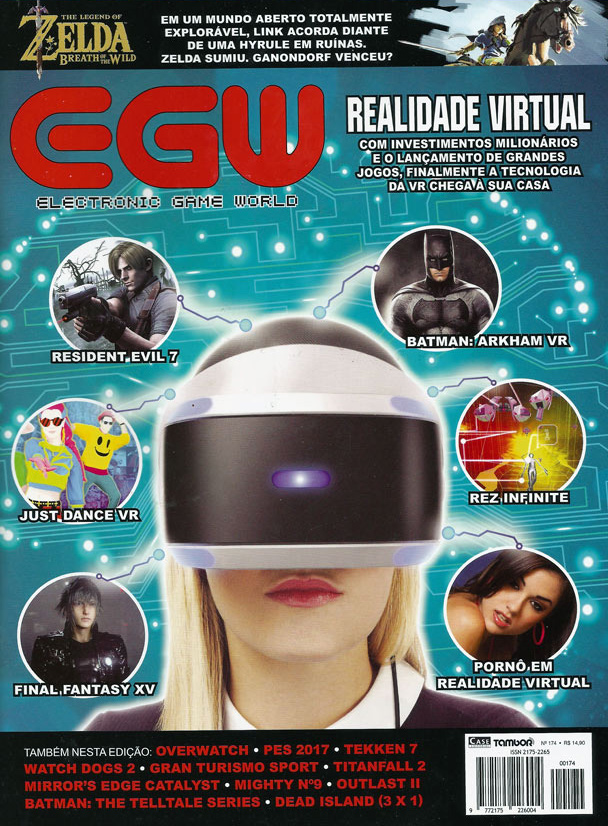 THE LEGEND OF
ZELDA
BREATH OF THE WILD
EM UM MUNDO ABERTO TOTALMENTE
EXPLORÁVEL, LINK ACORDA DIANTE
DE UMA HYRULE EM RUÍNAS.
ZELDA SUMIU. GANONDORF VENCEU?
EGW
ELECTRONIC GAME WORLD
REALIDADE VIRTUAL
COM INVESTIMENTOS MILIONÁRIOS
E O LANÇAMENTO DE GRANDES
JOGOS, FINALMENTE A TECNOLOGIA
DA VR CHEGA À SUA CASA
RESIDENT EVIL 7
BATMAN: ARKHAM VR
JUST DANCE VR
REZ INFINITE
FINAL FANTASY XV
PORNÔ EM
REALIDADE VIRTUAL
TAMBÉM NESTA EDIÇÃO: OVERWATCH • PES 2017 • TEKKEN 7
WATCH DOGS 2 • GRAN TURISMO SPORT • TITANFALL 2
MIRROR'S EDGE CATALYST • MIGHTY Nº9 • OUTLAST II
BATMAN: THE TELLTALE SERIES • DEAD ISLAND (3 X 1)
CASE
TAMBOR
Nº 174 • R$ 14,90
ISSN 2175-2265
00174
9 772175 226004